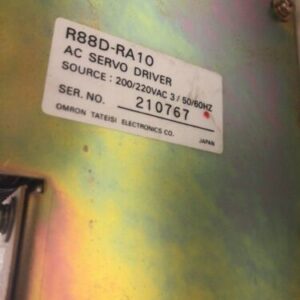 R88D-RA10
AC SERVO DRIVER
SOURCE : 200/220VAC 3 / 50/60HZ
SER. NO. 210767
OMRON TATEISI ELECTRONICS CO. JAPAN